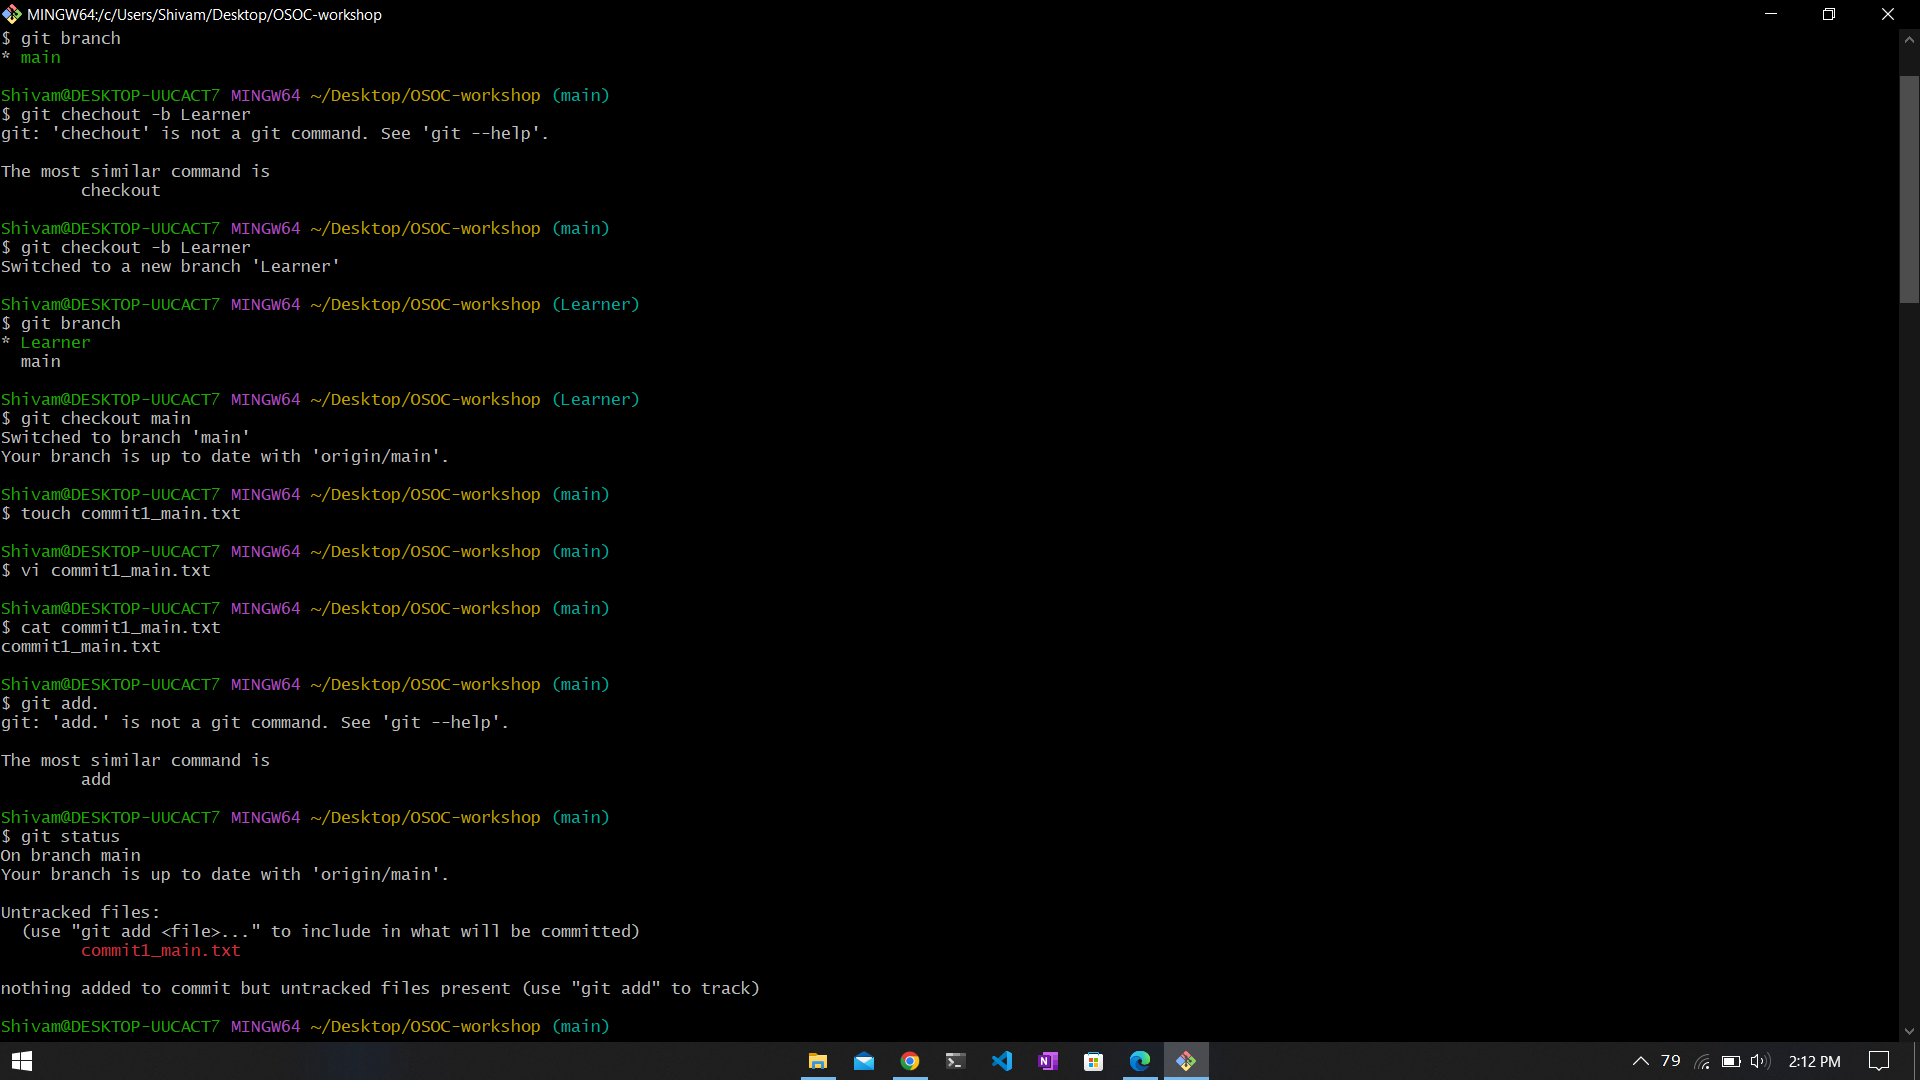 MINGW64:/c/Users/Shivam/Desktop/OSOC-workshop
$ git branch
* main
Shivam@DESKTOP-UUCACT7 MINGW64 ~/Desktop/OSOC-workshop (main)
$ git chechout -b Learner
git: 'chechout' is not a git command. See 'git --help'.
The most similar command is
checkout
Shivam@DESKTOP-UUCACT7 MINGW64 ~/Desktop/OSOC-workshop (main)
$ git checkout -b Learner
Switched to a new branch 'Learner'
Shivam@DESKTOP-UUCACT7 MINGW64 ~/Desktop/OSOC-workshop (Learner)
$ git branch
* Learner
main
Shivam@DESKTOP-UUCACT7 MINGW64 ~/Desktop/OSOC-workshop (Learner)
$ git checkout main
Switched to branch 'main'
Your branch is up to date with 'origin/main'.
Shivam@DESKTOP-UUCACT7 MINGW64 ~/Desktop/OSOC-workshop (main)
$ touch commit1_main.txt
Shivam@DESKTOP-UUCACT7 MINGW64 ~/Desktop/OSOC-workshop (main)
$ vi commit1_main.txt
Shivam@DESKTOP-UUCACT7 MINGW64 ~/Desktop/OSOC-workshop (main)
$ cat commit1_main.txt
commit1_main.txt
Shivam@DESKTOP-UUCACT7 MINGW64 ~/Desktop/OSOC-workshop (main)
$ git add.
git: 'add.' is not a git command. See 'git --help'.
The most similar command is
add
Shivam@DESKTOP-UUCACT7 MINGW64 ~/Desktop/OSOC-workshop (main)
$ git status
On branch main
Your branch is up to date with 'origin/main'.
Untracked files:
(use "git add <file>..." to include in what will be committed)
commit1_main.txt
nothing added to commit but untracked files present (use "git add" to track)
Shivam@DESKTOP-UUCACT7 MINGW64 ~/Desktop/OSOC-workshop (main)
79 2:12 PM